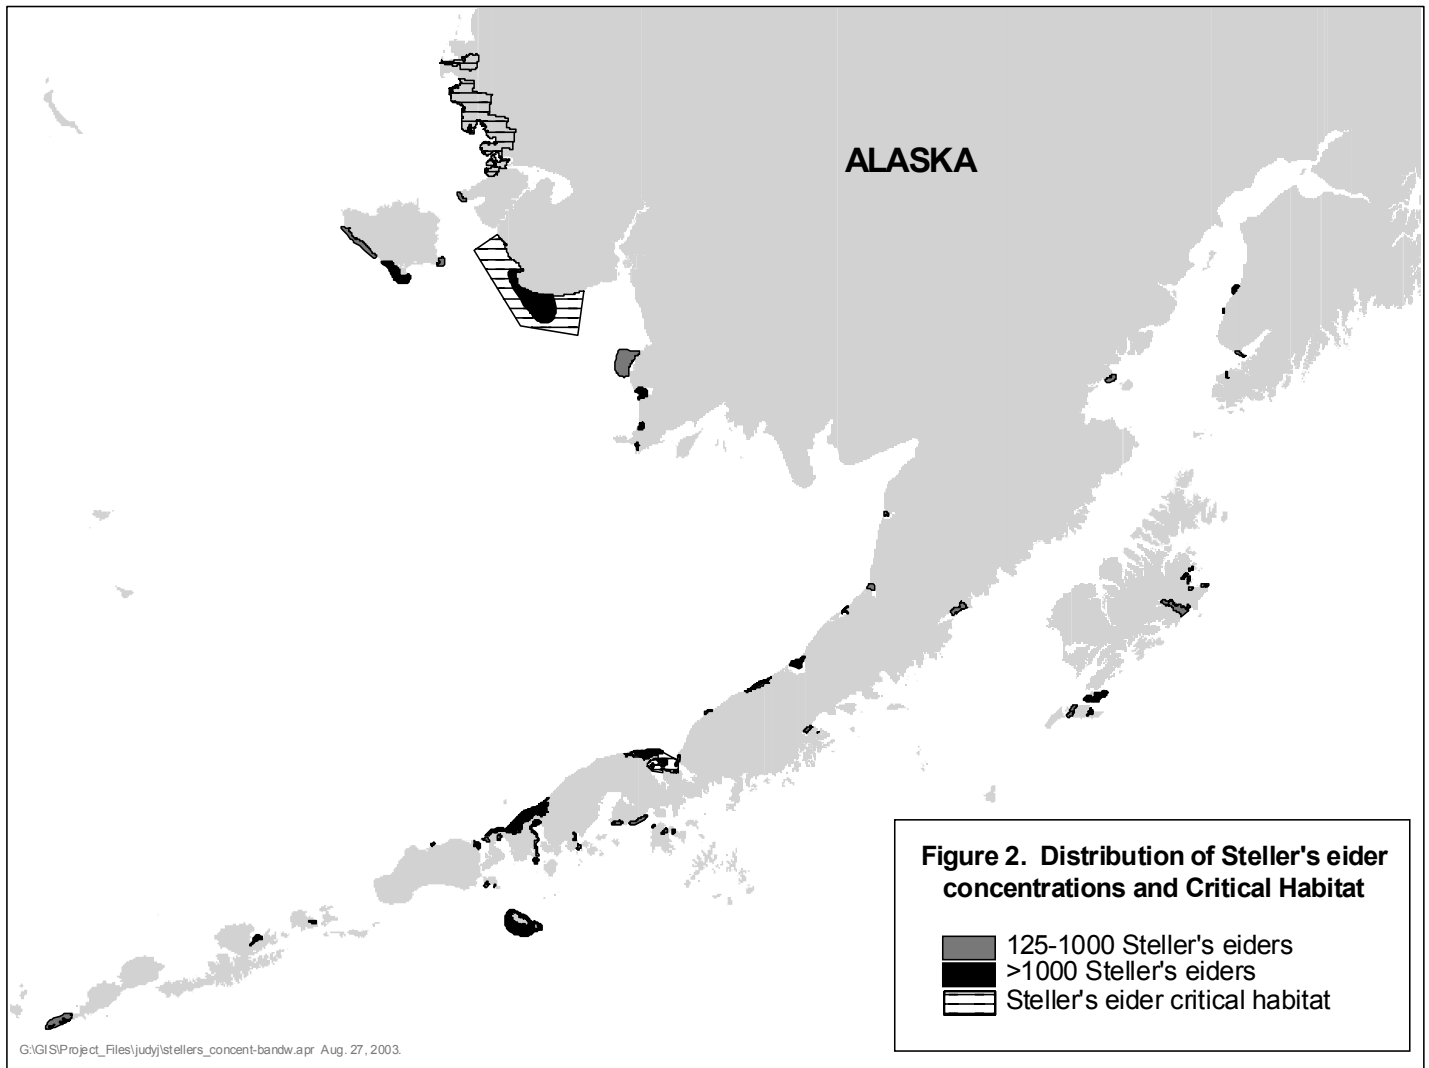 ALASKA
Figure 2. Distribution of Steller's eider
concentrations and Critical Habitat
125-1000 Steller's eiders
>1000 Steller's eiders
Steller's eider critical habitat
G:\GIS\Project_Files\judyj\stellers_concent-bandw.apr Aug. 27, 2003.